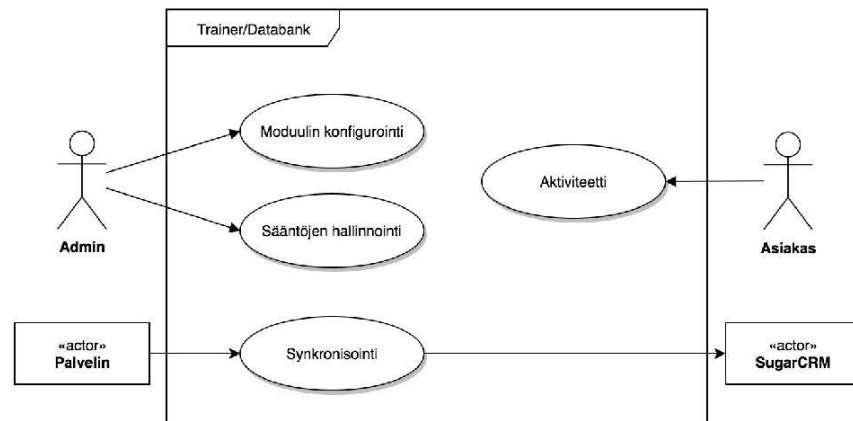 Trainer/Databank
Moduulin konfigurointi
Aktiviteetti
Sääntöjen hallinnointi
Admin
Asiakas
«actor»
Palvelin
Synkronisointi
«actor»
SugarCRM